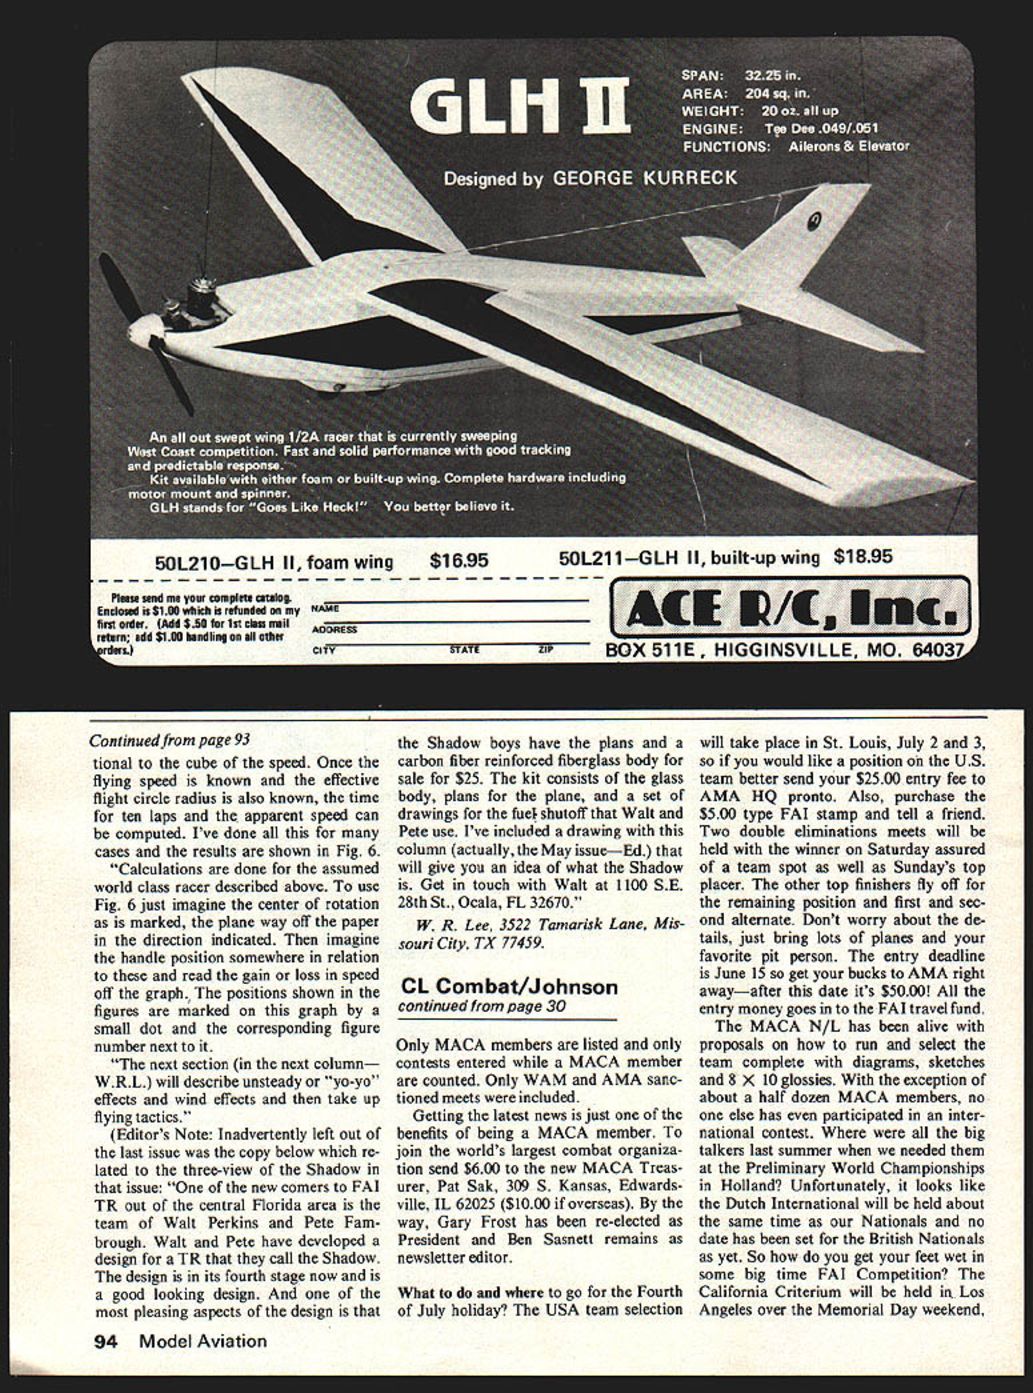 GLH II
SPAN: 32.25 in.
AREA: 204 sq. in.
WEIGHT: 20 oz. all up
ENGINE: Tee Dee .049/.051
FUNCTIONS: Ailerons & Elevator
Designed by GEORGE KURRECK
An all out swept wing 1/2A racer that is currently sweeping
West Coast competition. Fast and solid performance with good tracking
and predictable response.
Kit available with either foam or built-up wing. Complete hardware including
motor mount and spinner.
GLH stands for "Goes Like Heck!" You better believe it.
50L210—GLH II, foam wing $16.95 50L211—GLH II, built-up wing $18.95
Please send me your complete catalog.
Enclosed is $1.00 which is refunded on my
first order. (Add $.50 for 1st class mail
return; add $1.00 handling on all other
orders.)
NAME
ADDRESS
CITY STATE ZIP
ACE R/C, Inc.
BOX 511E, HIGGINSVILLE, MO. 64037
Continued from page 93
tional to the cube of the speed. Once the
flying speed is known and the effective
flight circle radius is also known, the time
for ten laps and the apparent speed can
be computed. I've done all this for many
cases and the results are shown in Fig. 6.
"Calculations are done for the assumed
world class racer described above. To use
Fig. 6 just imagine the center of rotation
as is marked, the plane way off the paper
in the direction indicated. Then imagine
the handle position somewhere in relation
to these and read the gain or loss in speed
off the graph. The positions shown in the
figures are marked on this graph by a
small dot and the corresponding figure
number next to it.
"The next section (in the next column—
W.R.L.) will describe unsteady or "yo-yo"
effects and wind effects and then take up
flying tactics."
(Editor's Note: Inadvertently left out of
the last issue was the copy below which re-
lated to the three-view of the Shadow in
that issue: "One of the new comers to FAI
TR out of the central Florida area is the
team of Walt Perkins and Pete Fam-
brough. Walt and Pete have developed a
design for a TR that they call the Shadow.
The design is in its fourth stage now and is
a good looking design. And one of the
most pleasing aspects of the design is that
the Shadow boys have the plans and a
carbon fiber reinforced fiberglass body for
sale for $25. The kit consists of the glass
body, plans for the plane, and a set of
drawings for the fuel shutoff that Walt and
Pete use. I've included a drawing with this
column (actually, the May issue—Ed.) that
will give you an idea of what the Shadow
is. Get in touch with Walt at 1100 S.E.
28th St., Ocala, FL 32670."
W. R. Lee, 3522 Tamarisk Lane, Mis-
souri City, TX 77459.
CL Combat/Johnson
continued from page 30
Only MACA members are listed and only
contests entered while a MACA member
are counted. Only WAM and AMA sanc-
tioned meets were included.
Getting the latest news is just one of the
benefits of being a MACA member. To
join the world's largest combat organiza-
tion send $6.00 to the new MACA Treas-
urer, Pat Sak, 309 S. Kansas, Edwards-
ville, IL 62025 ($10.00 if overseas). By the
way, Gary Frost has been re-elected as
President and Ben Sasnett remains as
newsletter editor.
What to do and where to go for the Fourth
of July holiday? The USA team selection
will take place in St. Louis, July 2 and 3,
so if you would like a position on the U.S.
team better send your $25.00 entry fee to
AMA HQ pronto. Also, purchase the
$5.00 type FAI stamp and tell a friend.
Two double eliminations meets will be
held with the winner on Saturday assured
of a team spot as well as Sunday's top
placer. The other top finishers fly off for
the remaining position and first and sec-
ond alternate. Don't worry about the de-
tails, just bring lots of planes and your
favorite pit person. The entry deadline
is June 15 so get your bucks to AMA right
away—after this date it's $50.00! All the
entry money goes in to the FAI travel fund.
The MACA N/L has been alive with
proposals on how to run and select the
team complete with diagrams, sketches
and 8 X 10 glossies. With the exception of
about a half dozen MACA members, no
one else has even participated in an inter-
national contest. Where were all the big
talkers last summer when we needed them
at the Preliminary World Championships
in Holland? Unfortunately, it looks like
the Dutch International will be held about
the same time as our Nationals and no
date has been set for the British Nationals
as yet. So how do you get your feet wet in
some big time FAI Competition? The
California Criterium will be held in Los
Angeles over the Memorial Day weekend,
94 Model Aviation